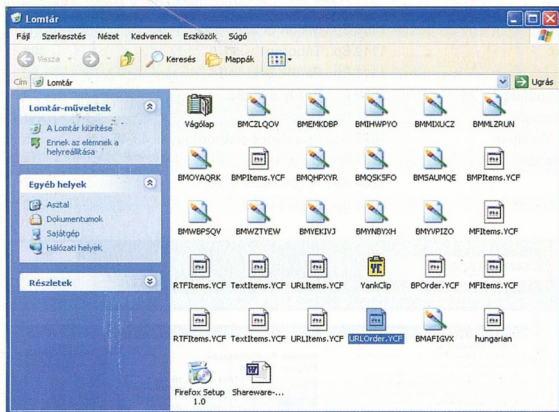 Lomtár
Fájl Szerkesztés Nézet Kedvencek Eszközök Súgó
Vissza Keresés Mappák
Cím Lomtár Ugrás
Lomtár-műveletek
A Lomtár kiürítése
Ennek az elemnek a
helyreállítása
Egyéb helyek
Asztal
Dokumentumok
Sajátgép
Hálózati helyek
Részletek
Vágólap BMCZLQOV BMEMKDBP BMIHWPYO BMMIXUCZ BMMLZRUN
BMOYAQRK BMPItems.YCF BMQHPXYR BMQSKSFO BMSAUMQE BMPItems.YCF
BMWBPSQV BMWZTYEW BMYEKIVJ BMYNBYXH BMYVPIZO MFItems.YCF
RTFItems.YCF TextItems.YCF URLItems.YCF YankClip BPOrder.YCF MFItems.YCF
RTFItems.YCF TextItems.YCF URLItems.YCF URLOrder.YCF BMAFIGVX hungarian
Firefox Setup
1.0
Shareware-...